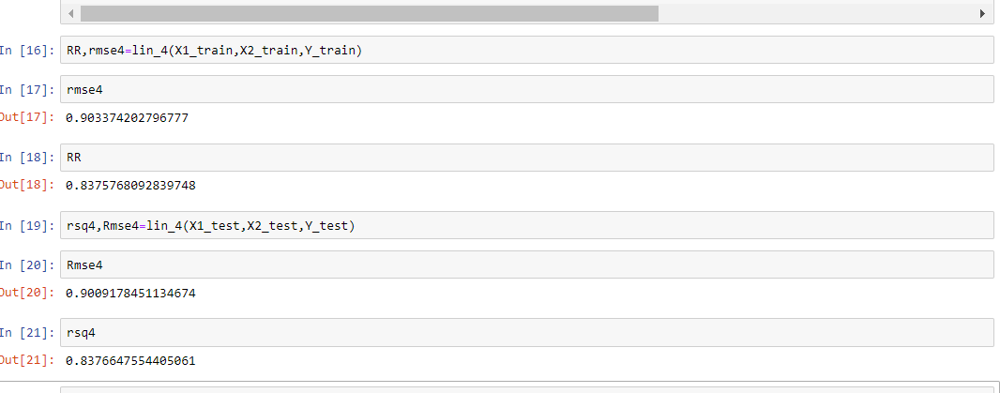 In [16]: RR,rmse4=lin_4(X1_train,X2_train,Y_train)
In [17]: rmse4
Out[17]: 0.903374202796777
In [18]: RR
Out[18]: 0.8375768092839748
In [19]: rsq4,Rmse4=lin_4(X1_test,X2_test,Y_test)
In [20]: Rmse4
Out[20]: 0.9009178451134674
In [21]: rsq4
Out[21]: 0.8376647554405061